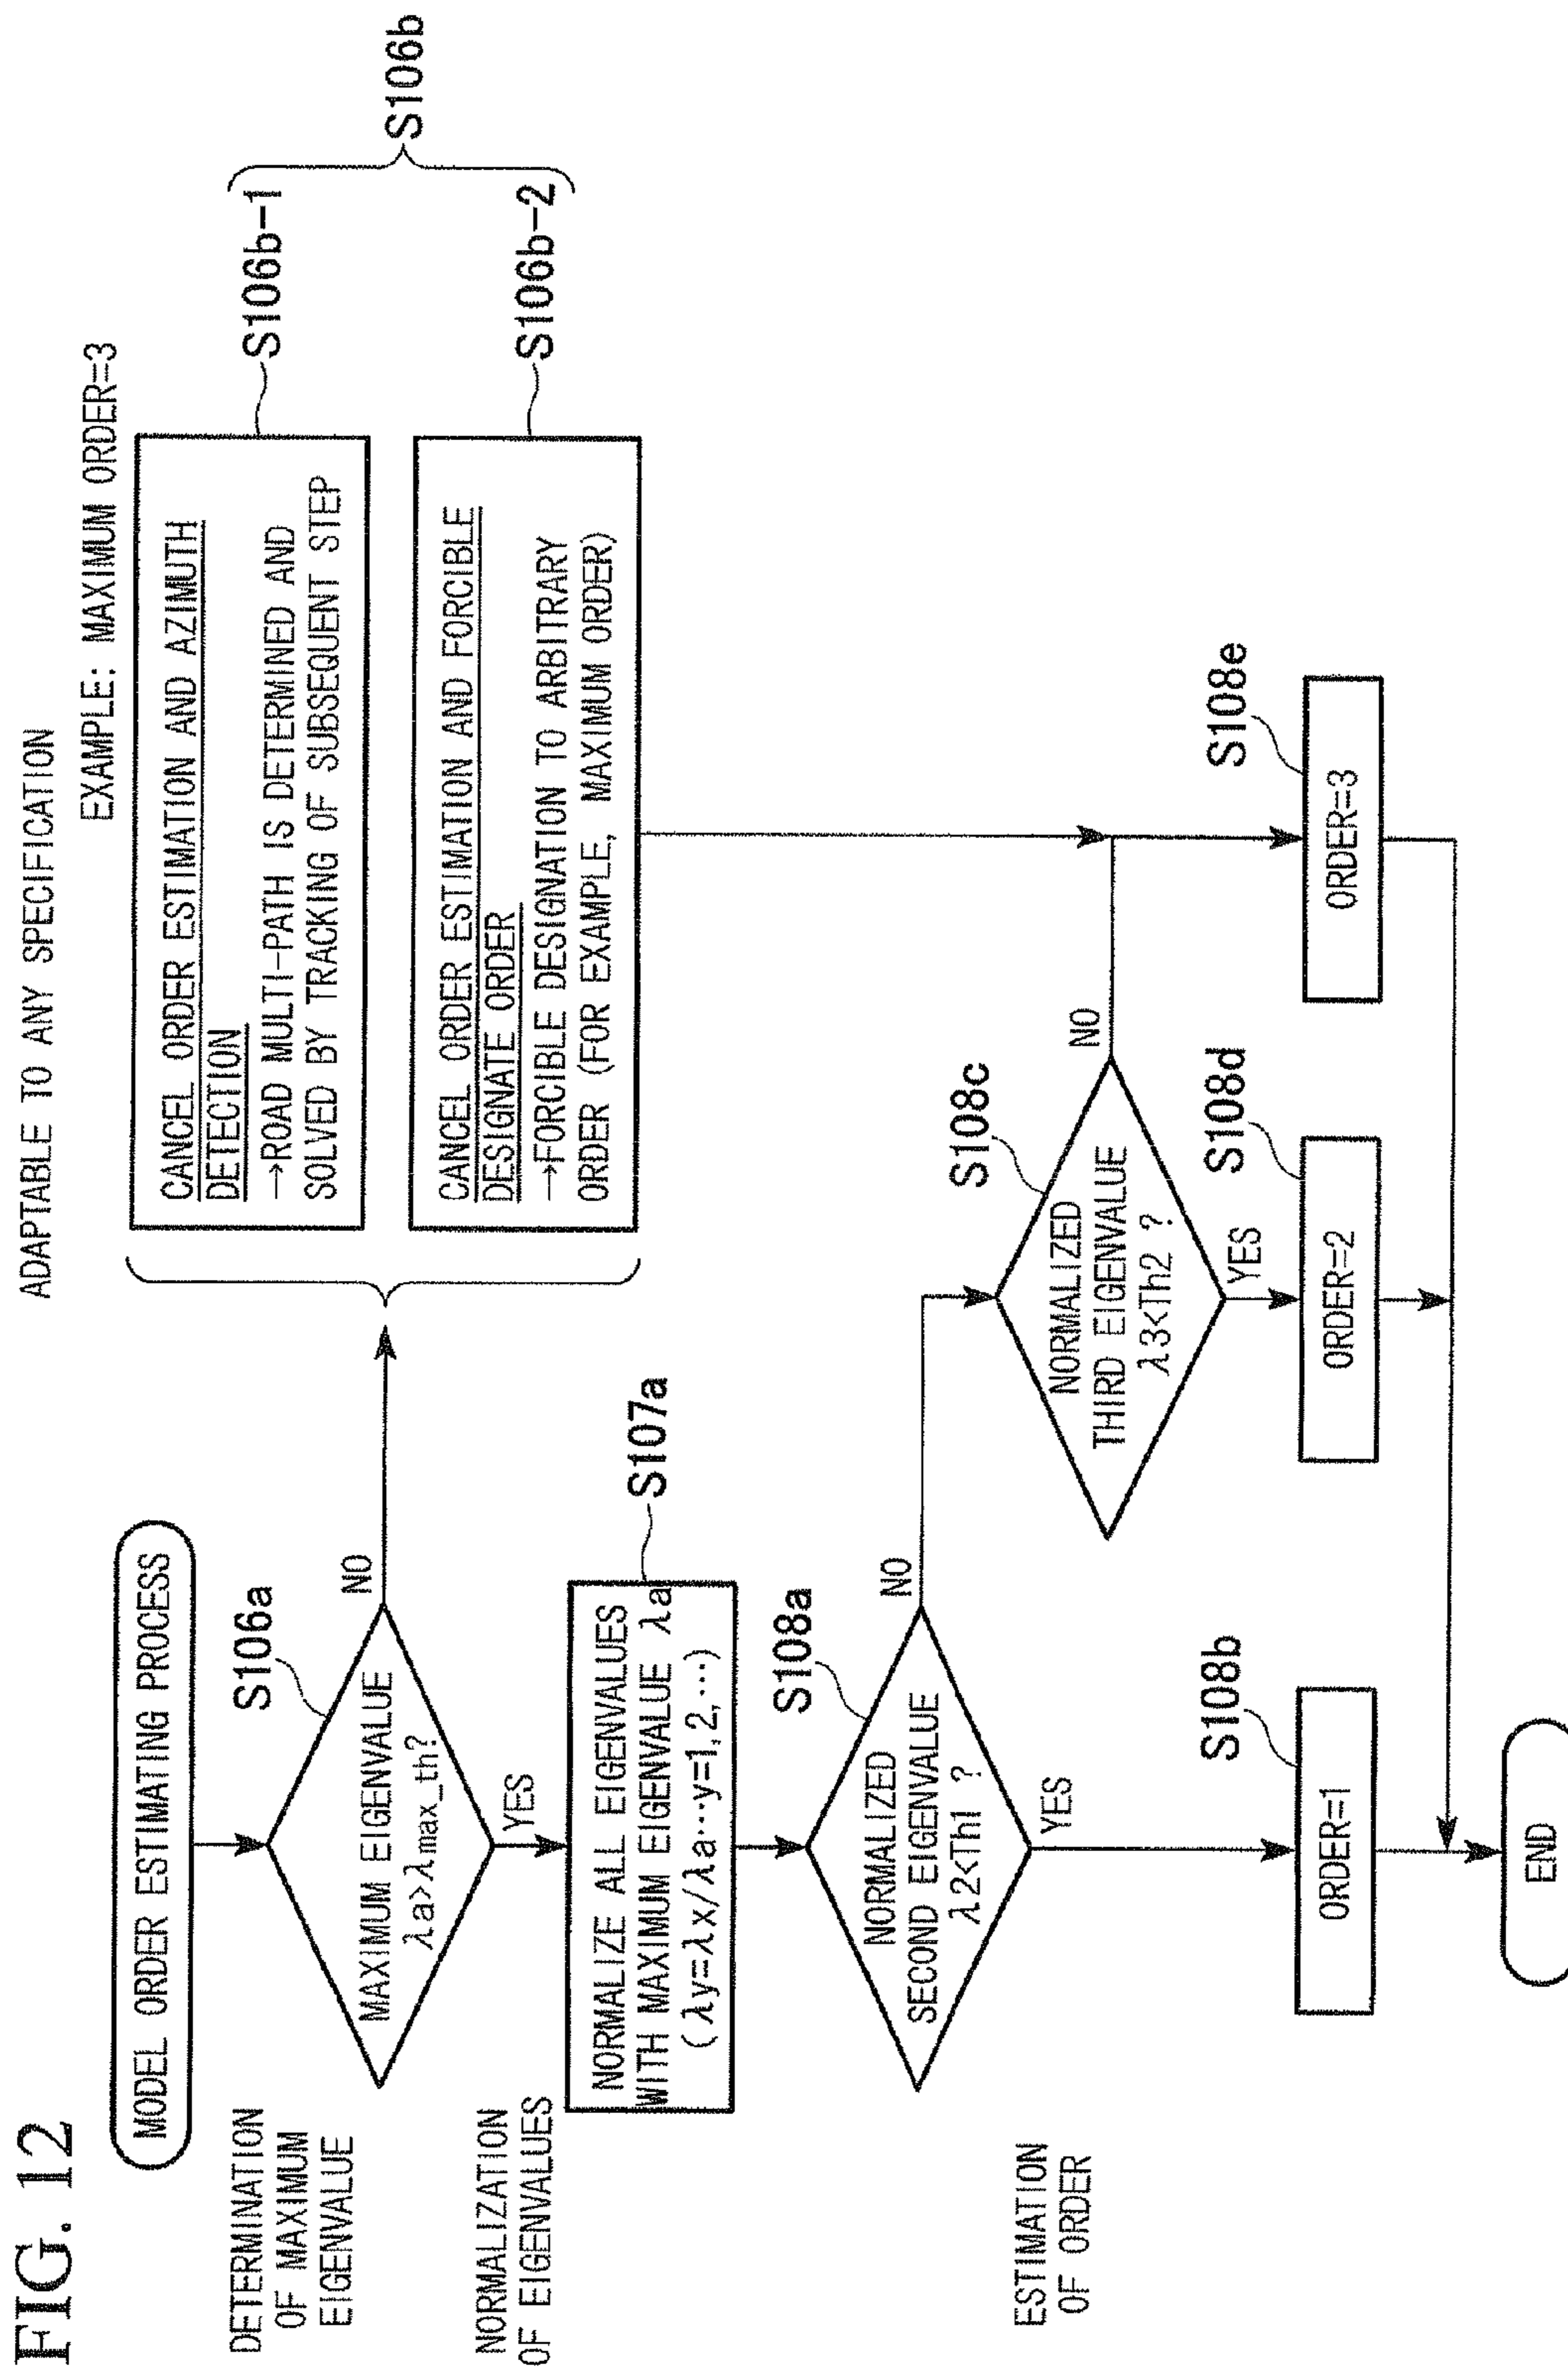 FIG. 12
ADAPTABLE TO ANY SPECIFICATION
EXAMPLE: MAXIMUM ORDER=3
MODEL ORDER ESTIMATING PROCESS
DETERMINATION
OF MAXIMUM
EIGENVALUE
S106a
MAXIMUM EIGENVALUE
λa>λmax_th?
NO
YES
CANCEL ORDER ESTIMATION AND AZIMUTH
DETECTION
→ROAD MULTI-PATH IS DETERMINED AND
SOLVED BY TRACKING OF SUBSEQUENT STEP
S106b-1
CANCEL ORDER ESTIMATION AND FORCIBLE
DESIGNATE ORDER
→FORCIBLE DESIGNATION TO ARBITRARY
ORDER (FOR EXAMPLE, MAXIMUM ORDER)
S106b-2
S106b
NORMALIZATION
OF EIGENVALUES
NORMALIZE ALL EIGENVALUES
WITH MAXIMUM EIGENVALUE λa
(λy=λx/λa···y=1,2,···)
S107a
ESTIMATION
OF ORDER
S108a
NORMALIZED
SECOND EIGENVALUE
λ2<Th1 ?
NO
YES
S108c
NORMALIZED
THIRD EIGENVALUE
λ3<Th2 ?
NO
YES
S108b
ORDER=1
S108d
ORDER=2
S108e
ORDER=3
END